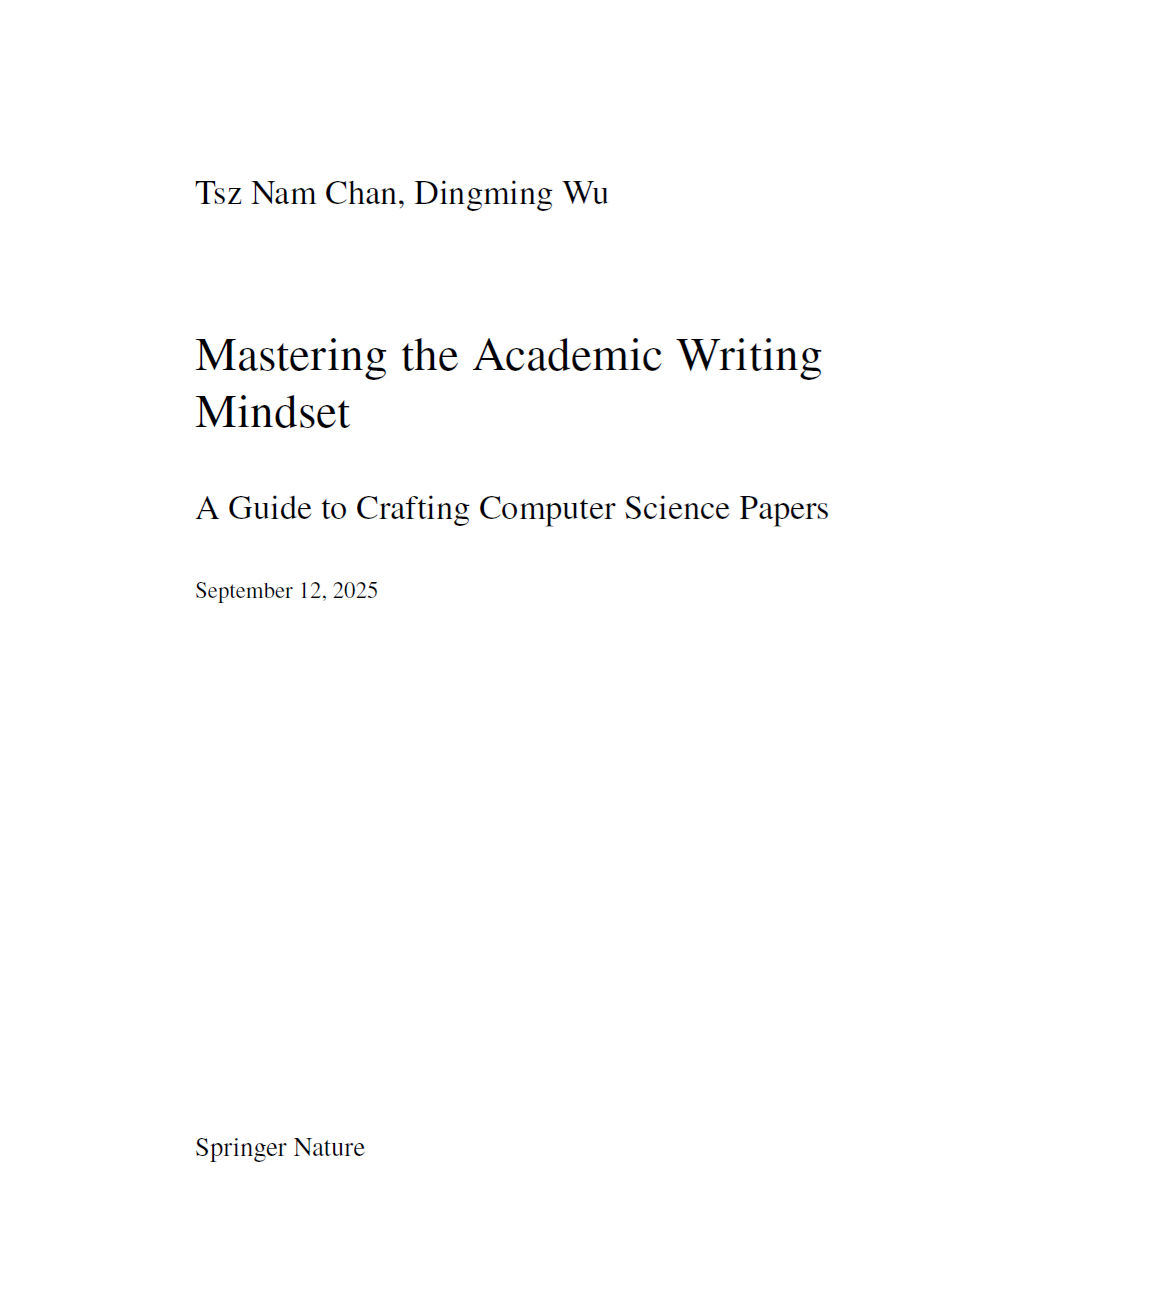 Tsz Nam Chan, Dingming Wu
Mastering the Academic Writing
Mindset
A Guide to Crafting Computer Science Papers
September 12, 2025
Springer Nature